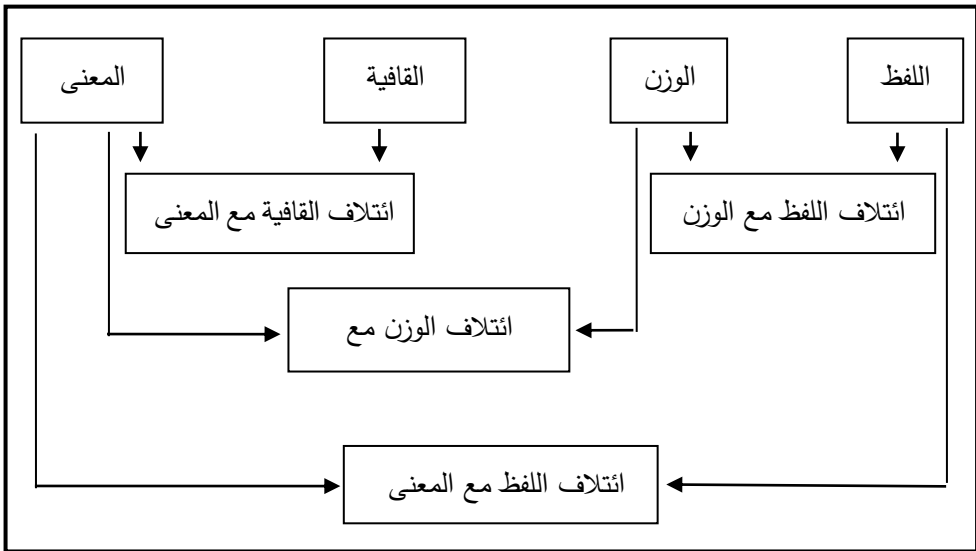 اللفظ
الوزن
القافية
المعنى
ائتلاف اللفظ مع الوزن
ائتلاف القافية مع المعنى
ائتلاف الوزن مع
ائتلاف اللفظ مع المعنى